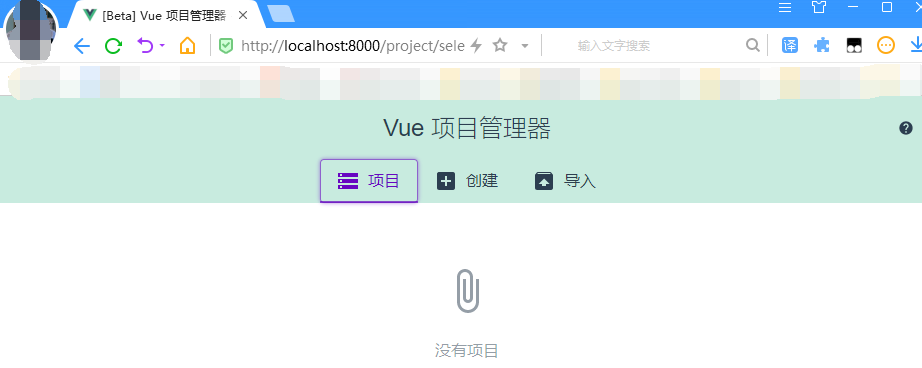 [Beta] Vue 项目管理器
http://localhost:8000/project/sele
输入文字搜索
译
Vue 项目管理器
项目 创建 导入
没有项目